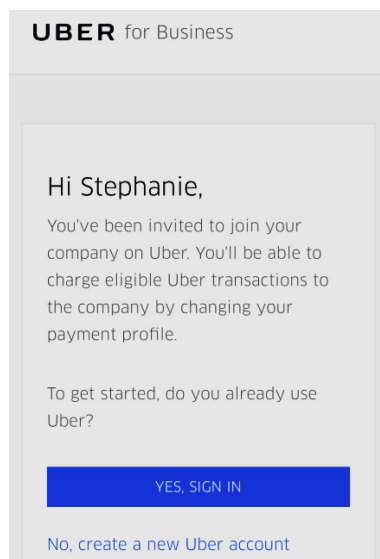 UBER for Business
Hi Stephanie,
You've been invited to join your
company on Uber. You'll be able to
charge eligible Uber transactions to
the company by changing your
payment profile.
To get started, do you already use
Uber?
YES, SIGN IN
No, create a new Uber account